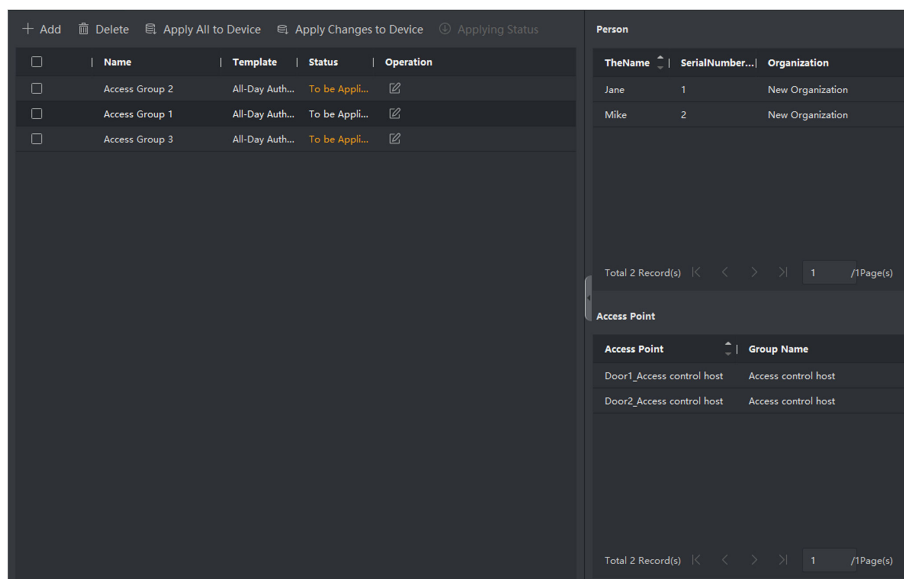 Add Delete Apply All to Device Apply Changes to Device Applying Status
Name Template Status Operation
Access Group 2 All-Day Auth... To be Appli...
Access Group 1 All-Day Auth... To be Appli...
Access Group 3 All-Day Auth... To be Appli...
Person
TheName SerialNumber... Organization
Jane 1 New Organization
Mike 2 New Organization
Total 2 Record(s) 1 /1Page(s)
Access Point
Access Point Group Name
Door1_Access control host Access control host
Door2_Access control host Access control host
Total 2 Record(s) 1 /1Page(s)